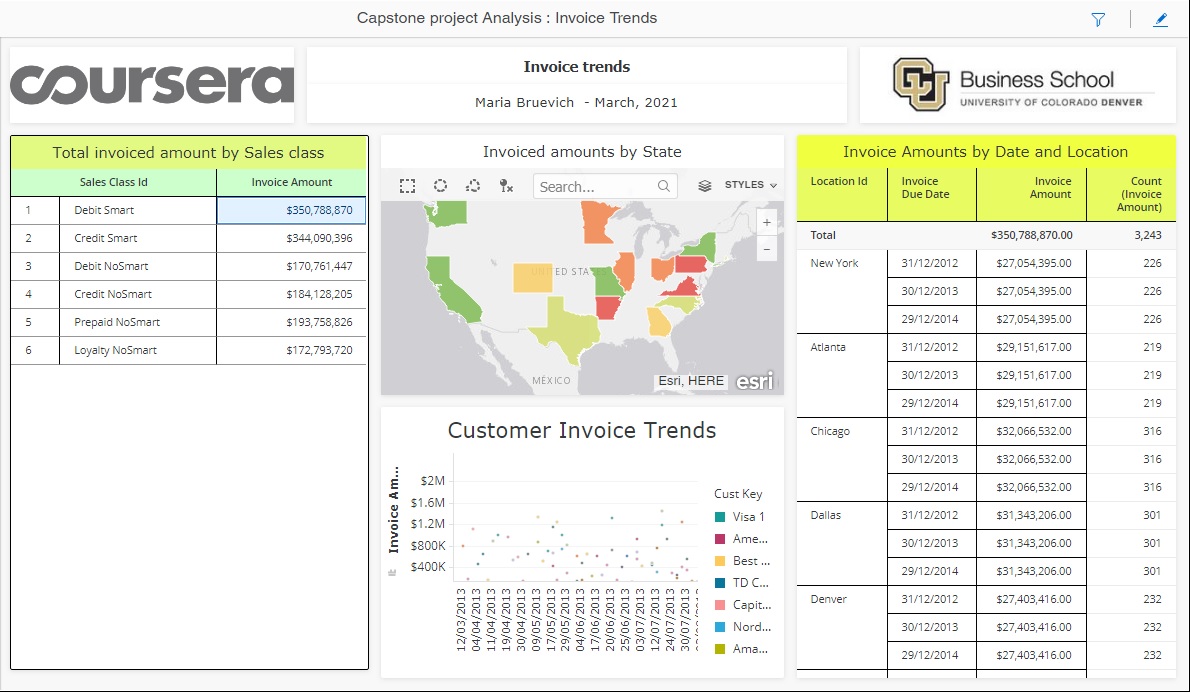 Capstone project Analysis : Invoice Trends
coursera
Invoice trends
Maria Bruevich - March, 2021
CU
Business School
UNIVERSITY OF COLORADO DENVER
Total invoiced amount by Sales class
Sales Class Id Invoice Amount
1 Debit Smart $350,788,870
2 Credit Smart $344,090,396
3 Debit NoSmart $170,761,447
4 Credit NoSmart $184,128,205
5 Prepaid NoSmart $193,758,826
6 Loyalty NoSmart $172,793,720
Invoiced amounts by State
Search...
STYLES
+
−
UNITED STATES
MÉXICO
Esri, HERE
esri
Customer Invoice Trends
Invoice Am...
$2M
$1.6M
$1.2M
$800K
$400K
12/03/2013
04/04/2013
11/04/2013
19/04/2013
30/04/2013
09/05/2013
17/05/2013
29/05/2013
04/06/2013
17/06/2013
20/06/2013
25/06/2013
03/07/2013
12/07/2013
24/07/2013
30/07/2013
Cust Key
Visa 1
Ame...
Best ...
TD C...
Capit...
Nord...
Ama...
Invoice Amounts by Date and Location
Location Id Invoice Due Date Invoice Amount Count (Invoice Amount)
Total $350,788,870.00 3,243
New York 31/12/2012 $27,054,395.00 226
30/12/2013 $27,054,395.00 226
29/12/2014 $27,054,395.00 226
Atlanta 31/12/2012 $29,151,617.00 219
30/12/2013 $29,151,617.00 219
29/12/2014 $29,151,617.00 219
Chicago 31/12/2012 $32,066,532.00 316
30/12/2013 $32,066,532.00 316
29/12/2014 $32,066,532.00 316
Dallas 31/12/2012 $31,343,206.00 301
30/12/2013 $31,343,206.00 301
29/12/2014 $31,343,206.00 301
Denver 31/12/2012 $27,403,416.00 232
30/12/2013 $27,403,416.00 232
29/12/2014 $27,403,416.00 232